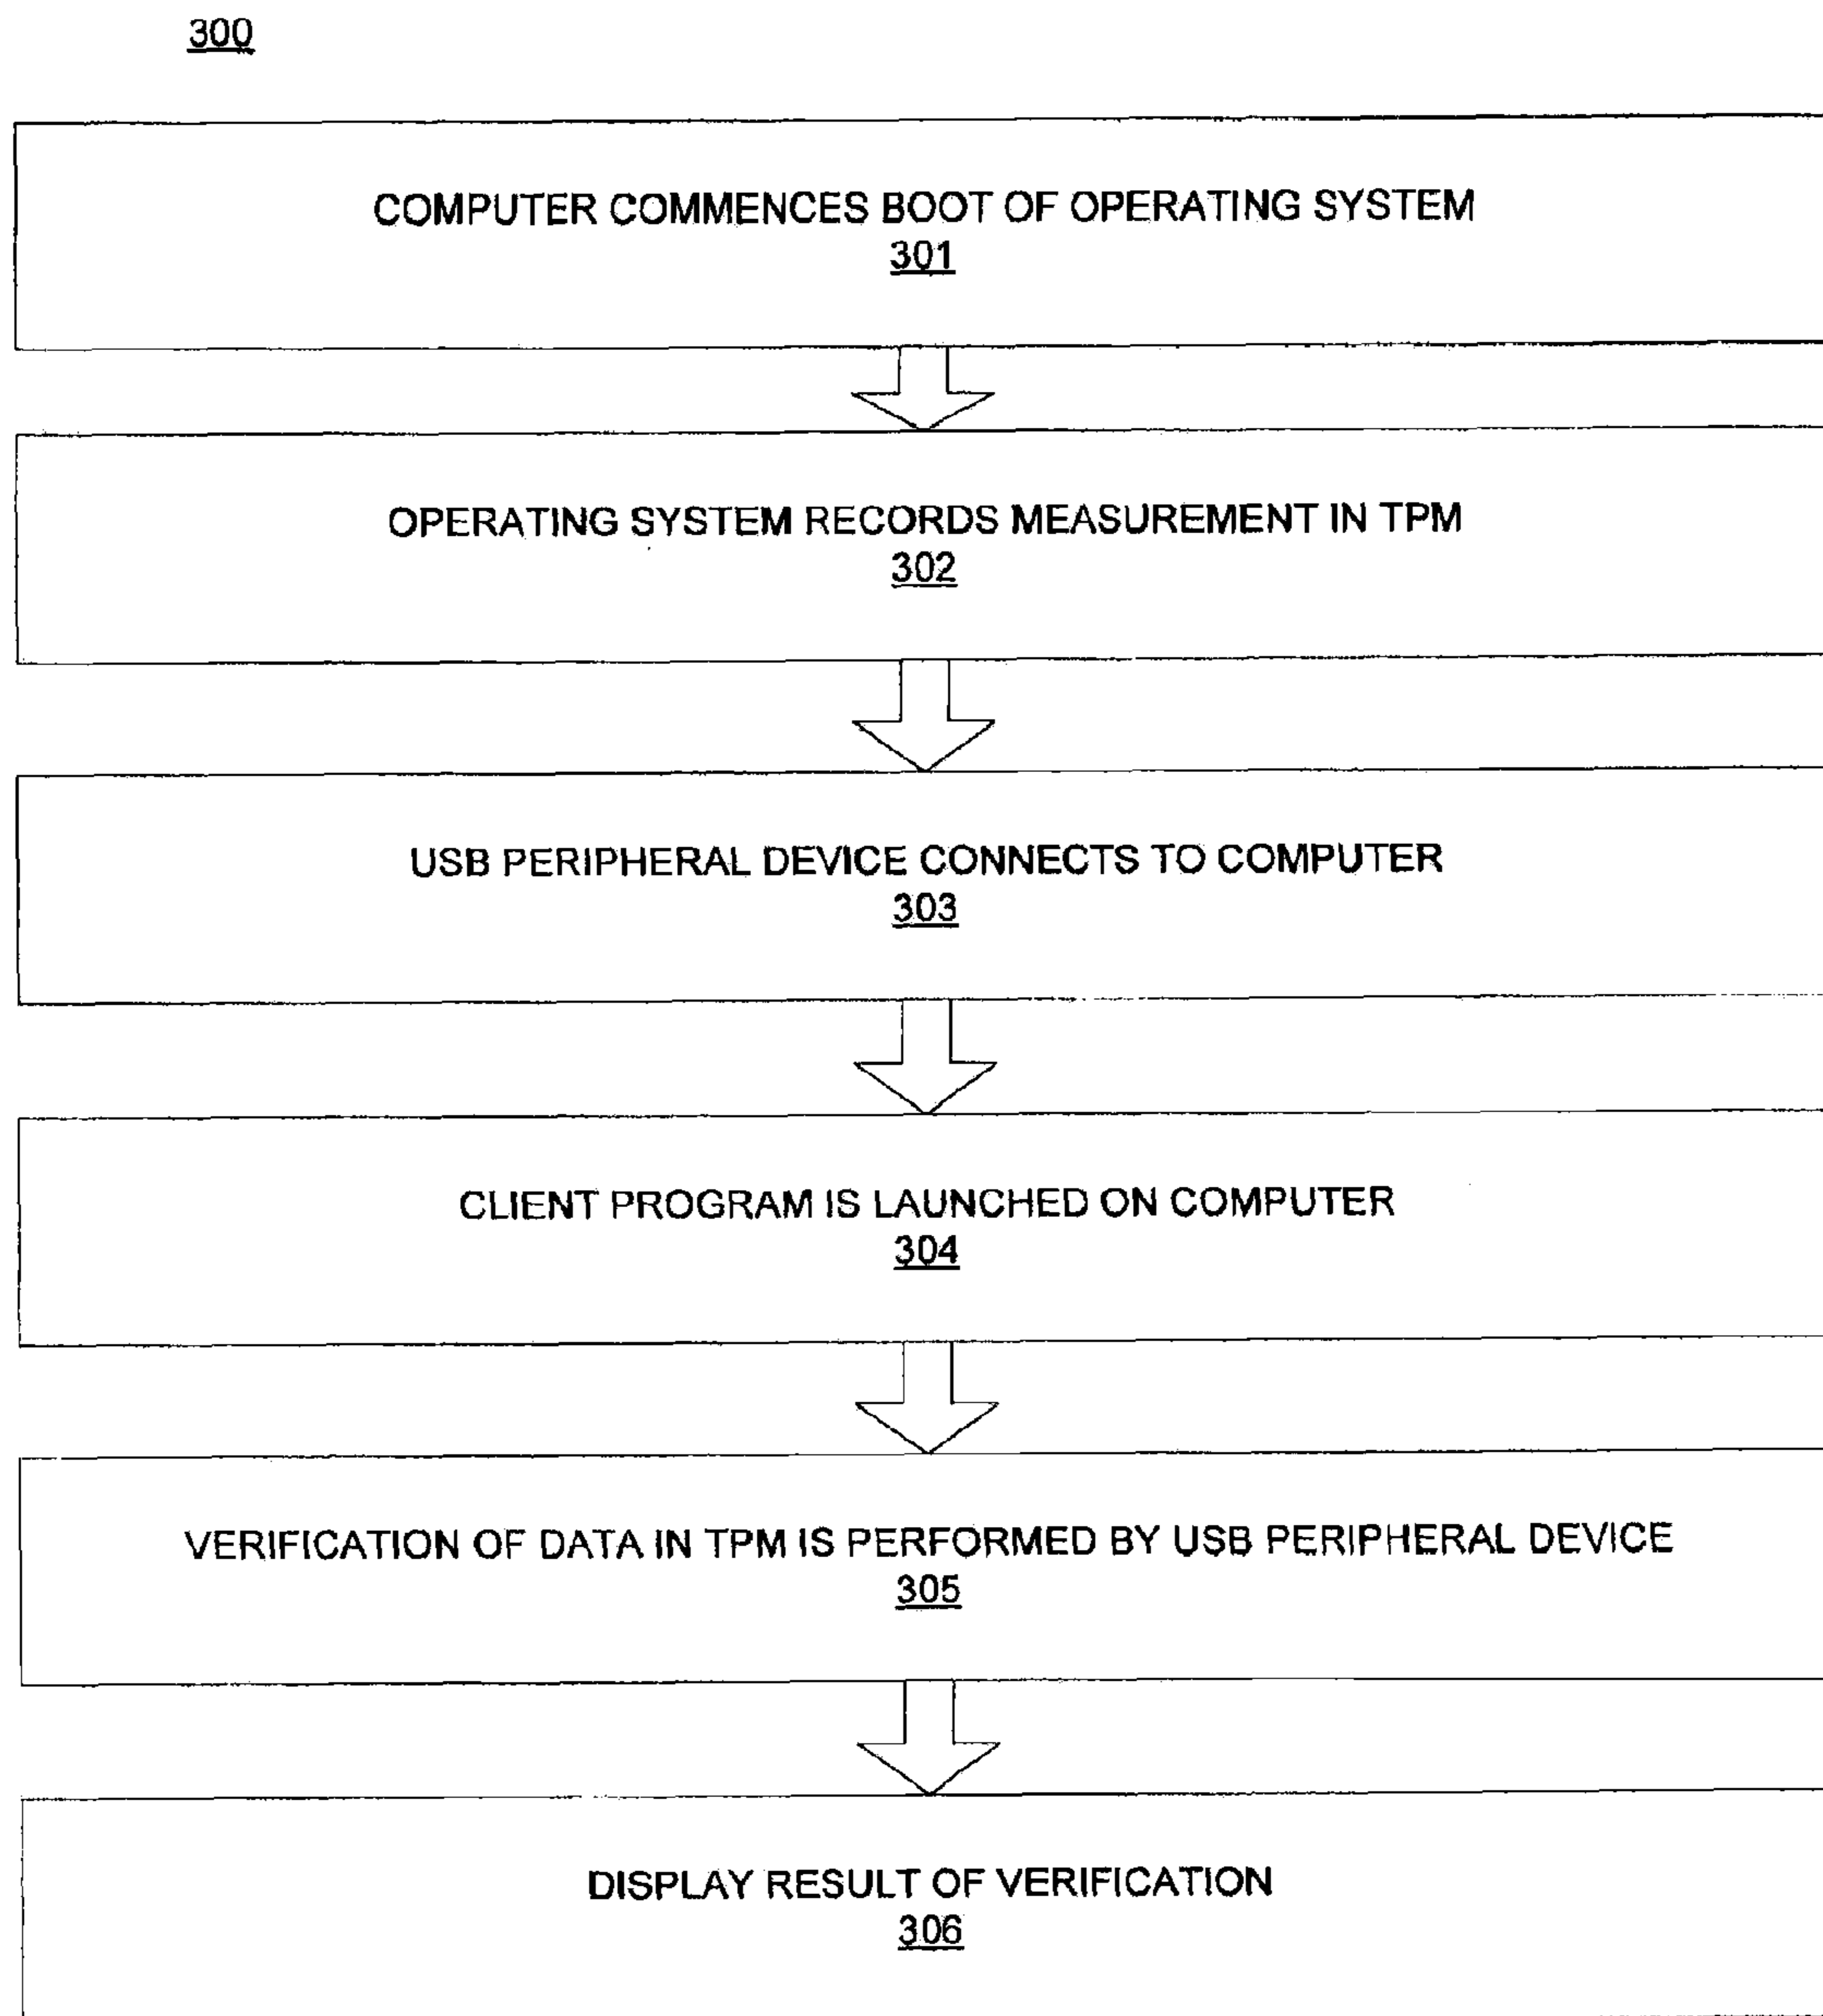 300
COMPUTER COMMENCES BOOT OF OPERATING SYSTEM
301
OPERATING SYSTEM RECORDS MEASUREMENT IN TPM
302
USB PERIPHERAL DEVICE CONNECTS TO COMPUTER
303
CLIENT PROGRAM IS LAUNCHED ON COMPUTER
304
VERIFICATION OF DATA IN TPM IS PERFORMED BY USB PERIPHERAL DEVICE
305
DISPLAY RESULT OF VERIFICATION
306